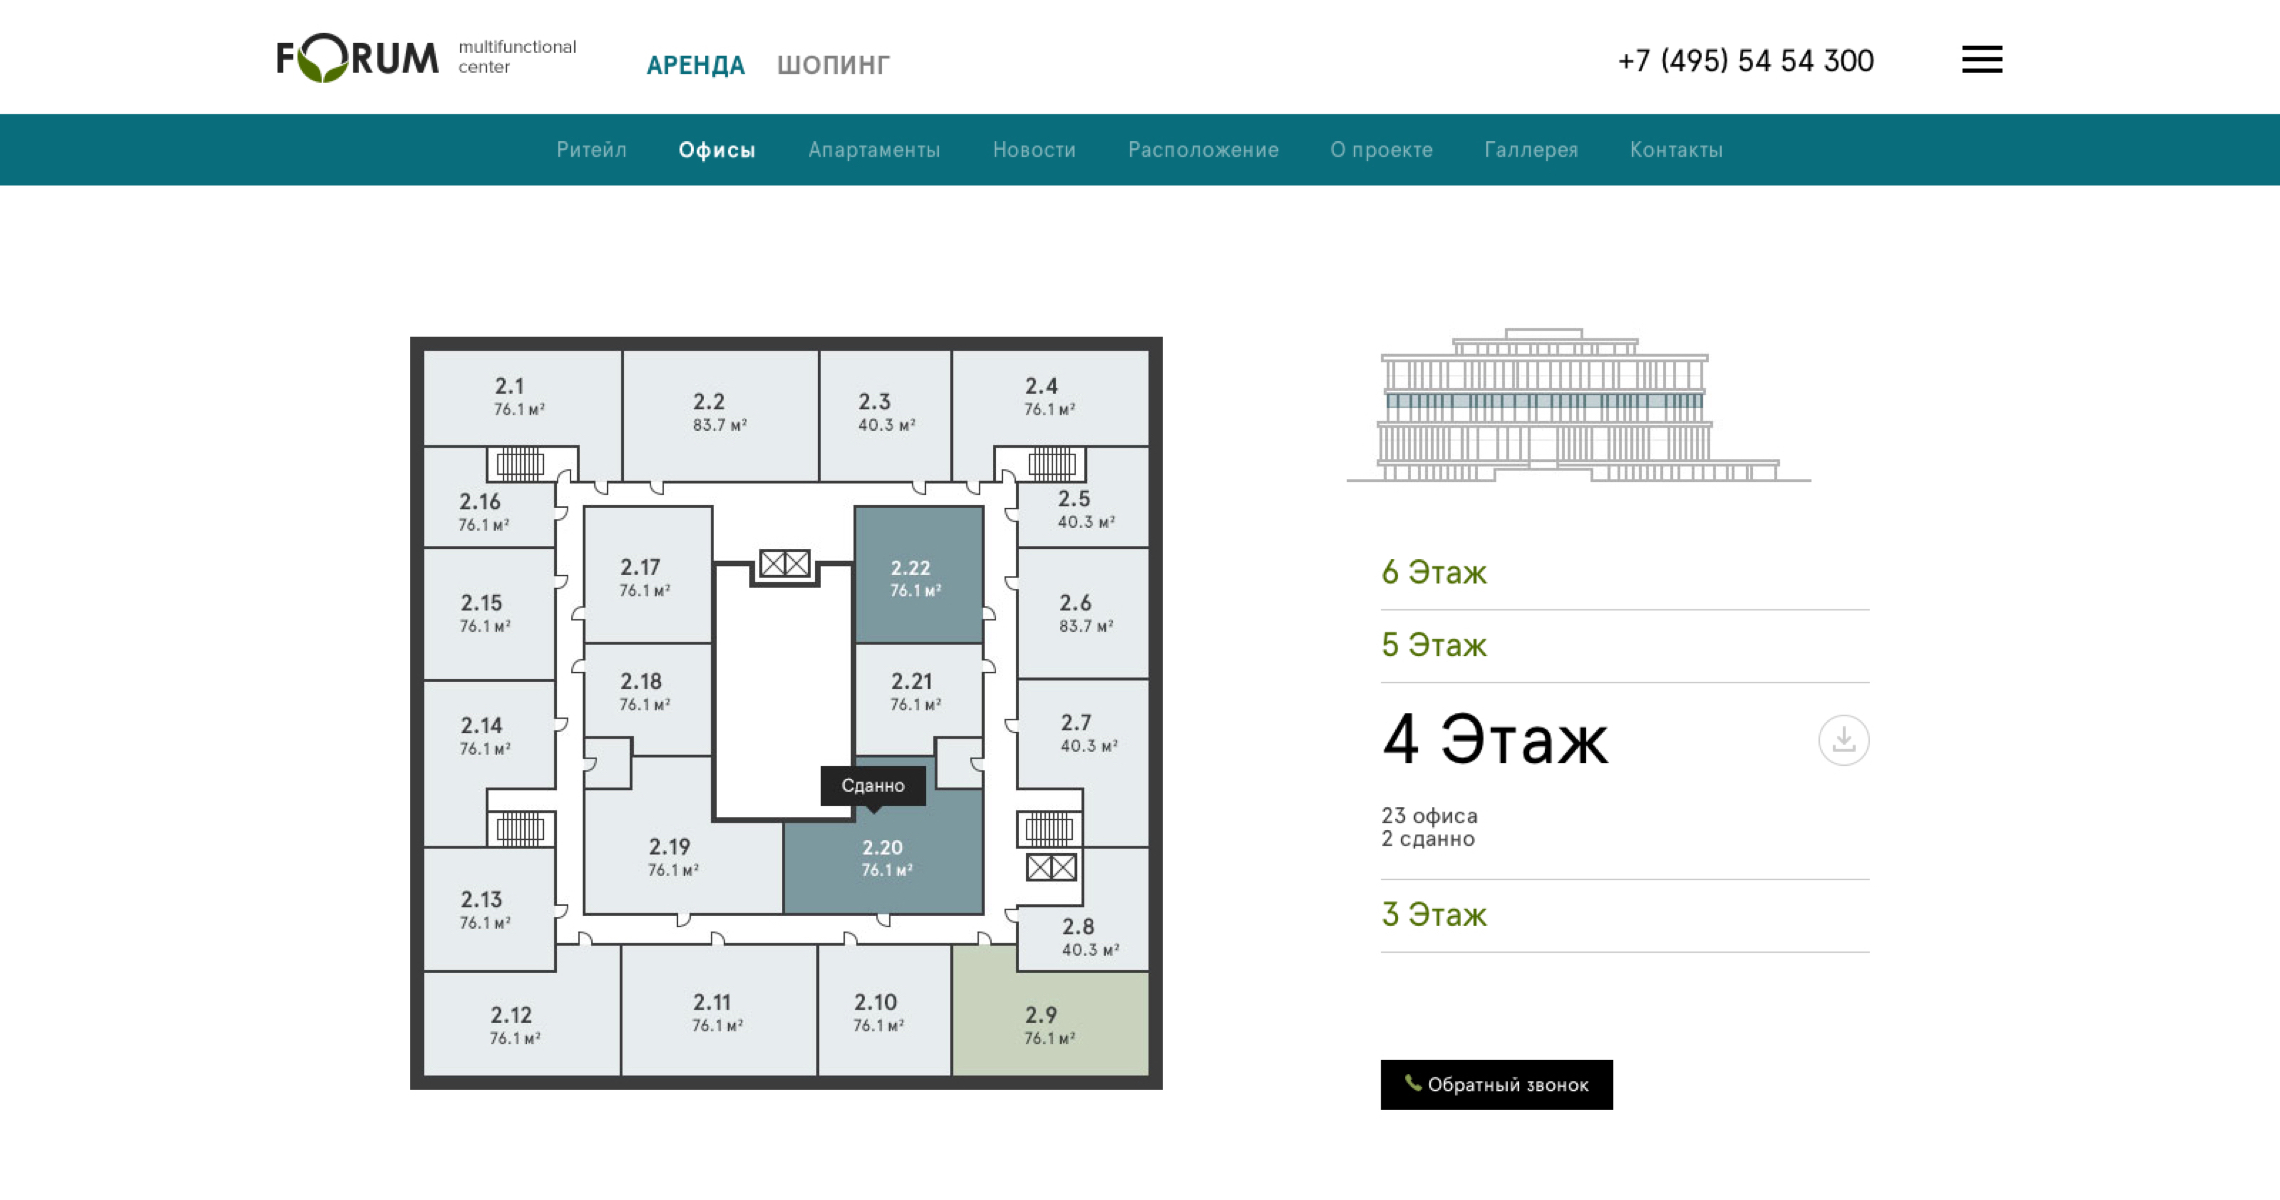 FORUM
multifunctional
center
АРЕНДА
ШОПИНГ
+7 (495) 54 54 300
Ритейл
Офисы
Апартаменты
Новости
Расположение
О проекте
Галлерея
Контакты
2.1
76.1 м²
2.2
83.7 м²
2.3
40.3 м²
2.4
76.1 м²
2.16
76.1 м²
2.5
40.3 м²
2.17
76.1 м²
2.22
76.1 м²
2.15
76.1 м²
2.6
83.7 м²
2.18
76.1 м²
2.21
76.1 м²
2.14
76.1 м²
2.7
40.3 м²
Сданно
2.19
76.1 м²
2.20
76.1 м²
2.13
76.1 м²
2.8
40.3 м²
2.12
76.1 м²
2.11
76.1 м²
2.10
76.1 м²
2.9
76.1 м²
6 Этаж
5 Этаж
4 Этаж
23 офиса
2 сданно
3 Этаж
Обратный звонок